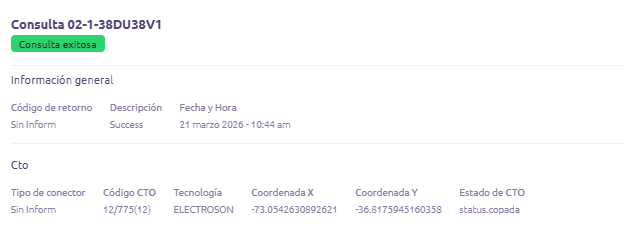 Consulta 02-1-38DU38V1
Consulta exitosa
Información general
Código de retorno Descripción Fecha y Hora
Sin Inform Success 21 marzo 2026 - 10:44 am
Cto
Tipo de conector Código CTO Tecnología Coordenada X Coordenada Y Estado de CTO
Sin Inform 12/775(12) ELECTROSON -73.0542630892621 -36.8175945160358 status.copada